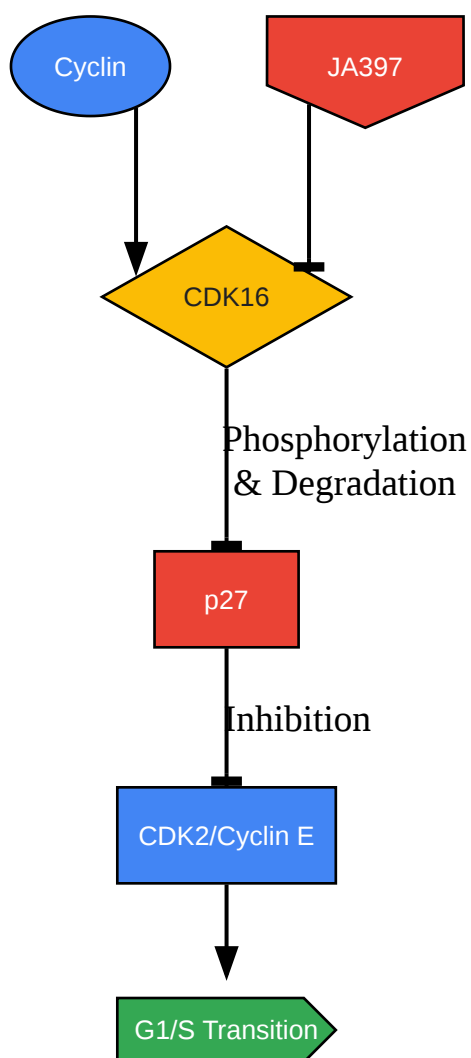 Cyclin
JA397
CDK16
Phosphorylation
& Degradation
p27
Inhibition
CDK2/Cyclin E
G1/S Transition